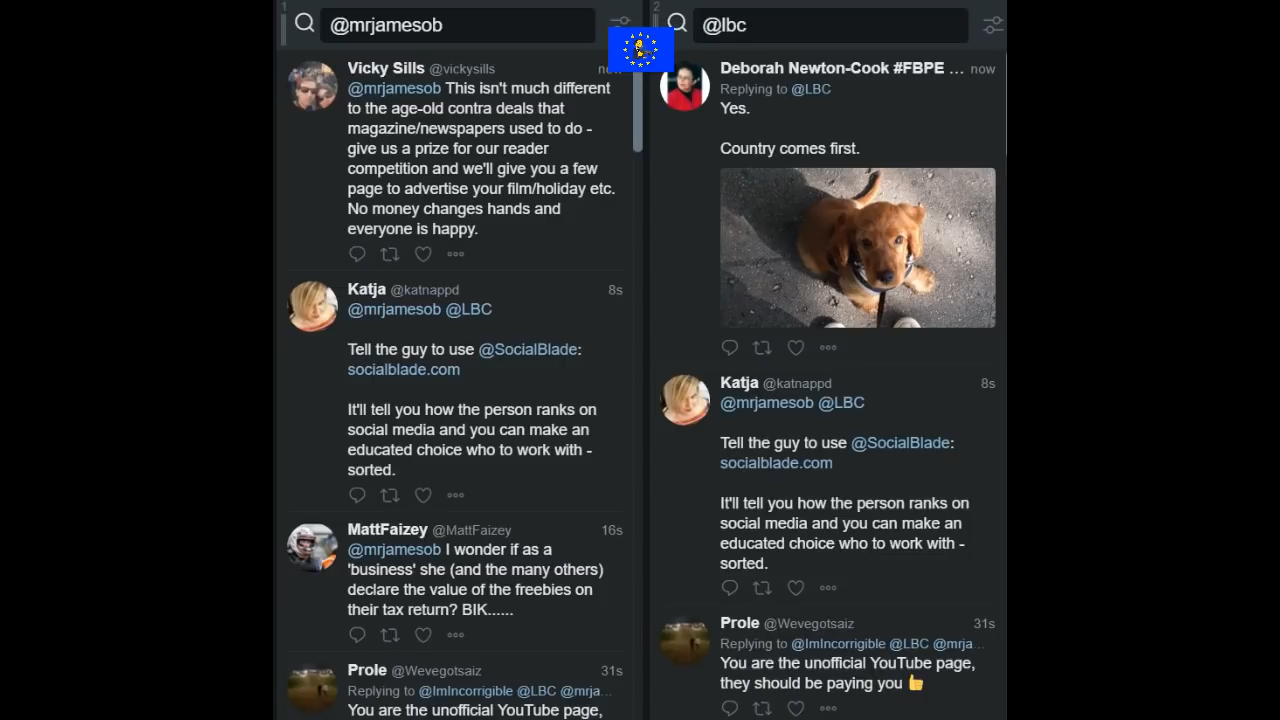 1
@mrjamesob
Vicky Sills @vickysills
@mrjamesob This isn't much different
to the age-old contra deals that
magazine/newspapers used to do -
give us a prize for our reader
competition and we'll give you a few
page to advertise your film/holiday etc.
No money changes hands and
everyone is happy.
Katja @katnappd 8s
@mrjamesob @LBC
Tell the guy to use @SocialBlade:
socialblade.com
It'll tell you how the person ranks on
social media and you can make an
educated choice who to work with -
sorted.
MattFaizey @MattFaizey 16s
@mrjamesob I wonder if as a
'business' she (and the many others)
declare the value of the freebies on
their tax return? BIK......
Prole @Wevegotsaiz 31s
Replying to @ImIncorrigible @LBC @mrja...
You are the unofficial YouTube page,
2
@lbc
Deborah Newton-Cook #FBPE ... now
Replying to @LBC
Yes.
Country comes first.
Katja @katnappd 8s
@mrjamesob @LBC
Tell the guy to use @SocialBlade:
socialblade.com
It'll tell you how the person ranks on
social media and you can make an
educated choice who to work with -
sorted.
Prole @Wevegotsaiz 31s
Replying to @ImIncorrigible @LBC @mrja...
You are the unofficial YouTube page,
they should be paying you 👍